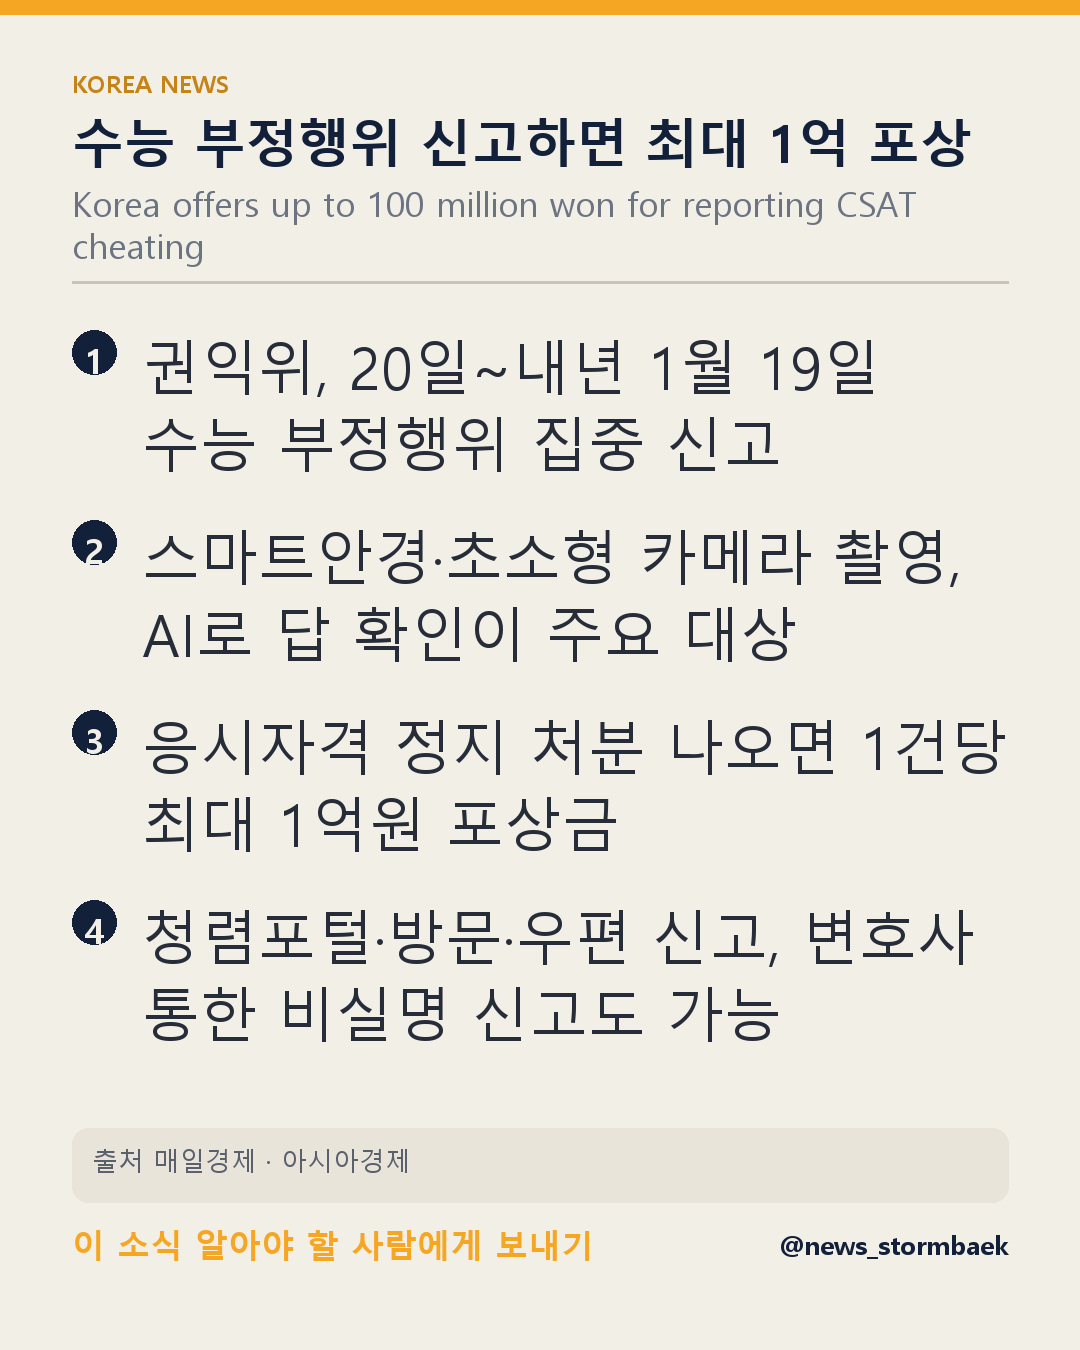 KOREA NEWS
수능 부정행위 신고하면 최대 1억 포상
Korea offers up to 100 million won for reporting CSAT
cheating
1 권익위, 20일~내년 1월 19일
수능 부정행위 집중 신고
2 스마트안경·초소형 카메라 촬영,
AI로 답 확인이 주요 대상
3 응시자격 정지 처분 나오면 1건당
최대 1억원 포상금
4 청렴포털·방문·우편 신고, 변호사
통한 비실명 신고도 가능
출처 매일경제 · 아시아경제
이 소식 알아야 할 사람에게 보내기
@news_stormbaek